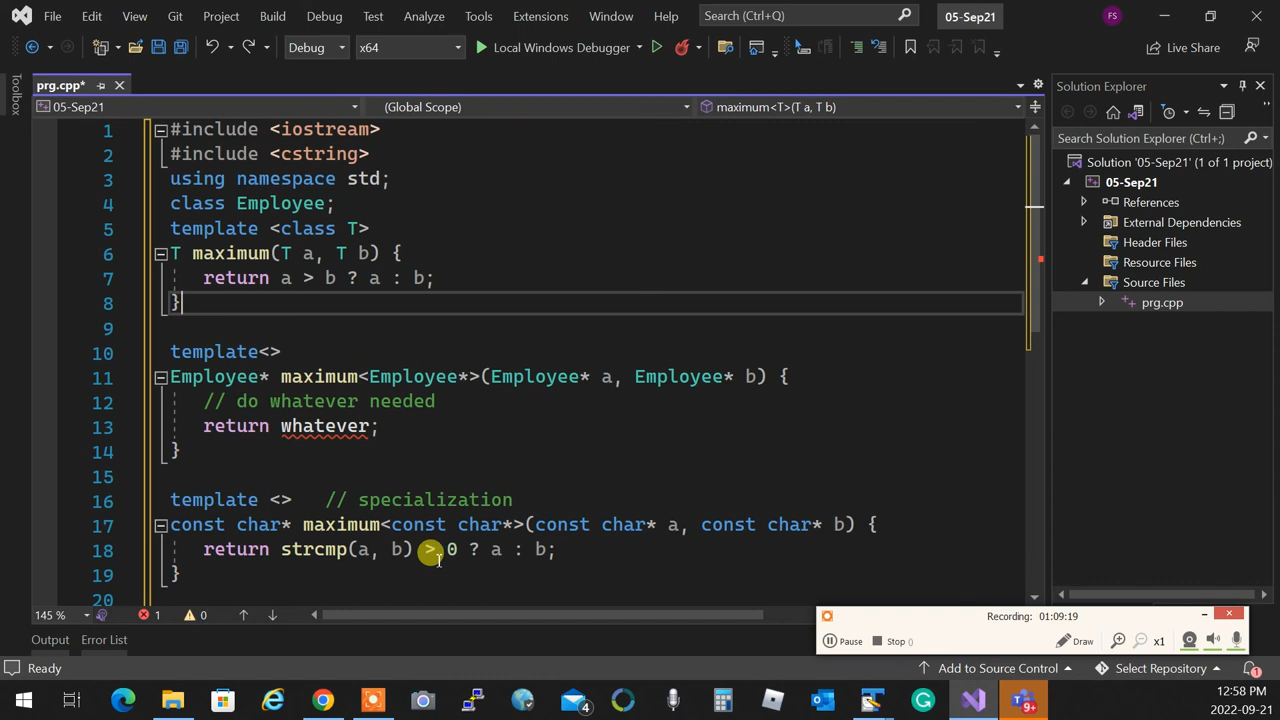 File Edit View Git Project Build Debug Test Analyze Tools Extensions Window Help Search (Ctrl+Q) 05-Sep21 FS
Debug x64 Local Windows Debugger Live Share
prg.cpp*
05-Sep21 (Global Scope) maximum<T>(T a, T b)
Toolbox
1 #include <iostream>
2 #include <cstring>
3 using namespace std;
4 class Employee;
5 template <class T>
6 T maximum(T a, T b) {
7 return a > b ? a : b;
8 }
9
10 template<>
11 Employee* maximum<Employee*>(Employee* a, Employee* b) {
12 // do whatever needed
13 return whatever;
14 }
15
16 template <> // specialization
17 const char* maximum<const char*>(const char* a, const char* b) {
18 return strcmp(a, b) > 0 ? a : b;
19 }
20
145 % 1 0
Solution Explorer
Search Solution Explorer (Ctrl+;)
Solution '05-Sep21' (1 of 1 project)
05-Sep21
References
External Dependencies
Header Files
Resource Files
Source Files
prg.cpp
Recording: 01:09:19
Pause Stop () Draw x1
Output Error List
Ready Add to Source Control Select Repository 1
4 9+ 12:58 PM
2022-09-21